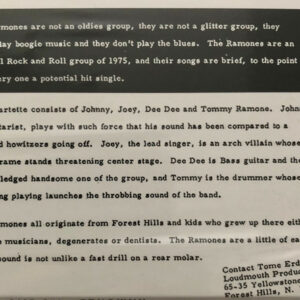 mones are not an oldies group, they are not a glitter group, they
lay boogie music and they don't play the blues. The Ramones are an
l Rock and Roll group of 1975, and their songs are brief, to the point
ery one a potential hit single.
artette consists of Johnny, Joey, Dee Dee and Tommy Ramone. John
tarist, plays with such force that his sound has been compared to a
d howitzers going off. Joey, the lead singer, is an arch villain whose
rame stands threatening center stage. Dee Dee is Bass guitar and the
ledged handsome one of the group, and Tommy is the drummer whose
ng playing launches the throbbing sound of the band.
mones all originate from Forest Hills and kids who grew up there eith
e musicians, degenerates or dentists. The Ramones are a little of ea
sound is not unlike a fast drill on a rear molar.
Contact Tome Erd
Loudmouth Produc
65-35 Yellowstone
Forest Hills, N.